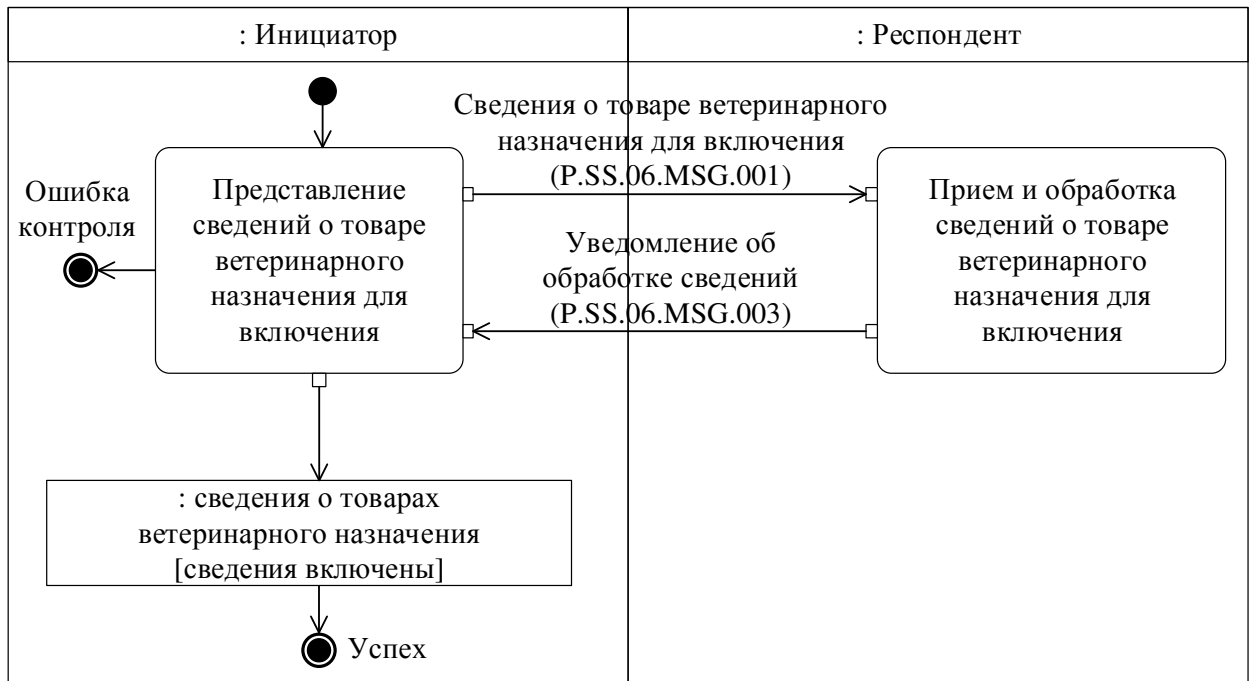 : Инициатор
: Респондент
Сведения о товаре ветеринарного
назначения для включения
(P.SS.06.MSG.001)
Ошибка
контроля
Представление
сведений о товаре
ветеринарного
назначения для
включения
Уведомление об
обработке сведений
(P.SS.06.MSG.003)
Прием и обработка
сведений о товаре
ветеринарного
назначения для
включения
: сведения о товарах
ветеринарного назначения
[сведения включены]
Успех